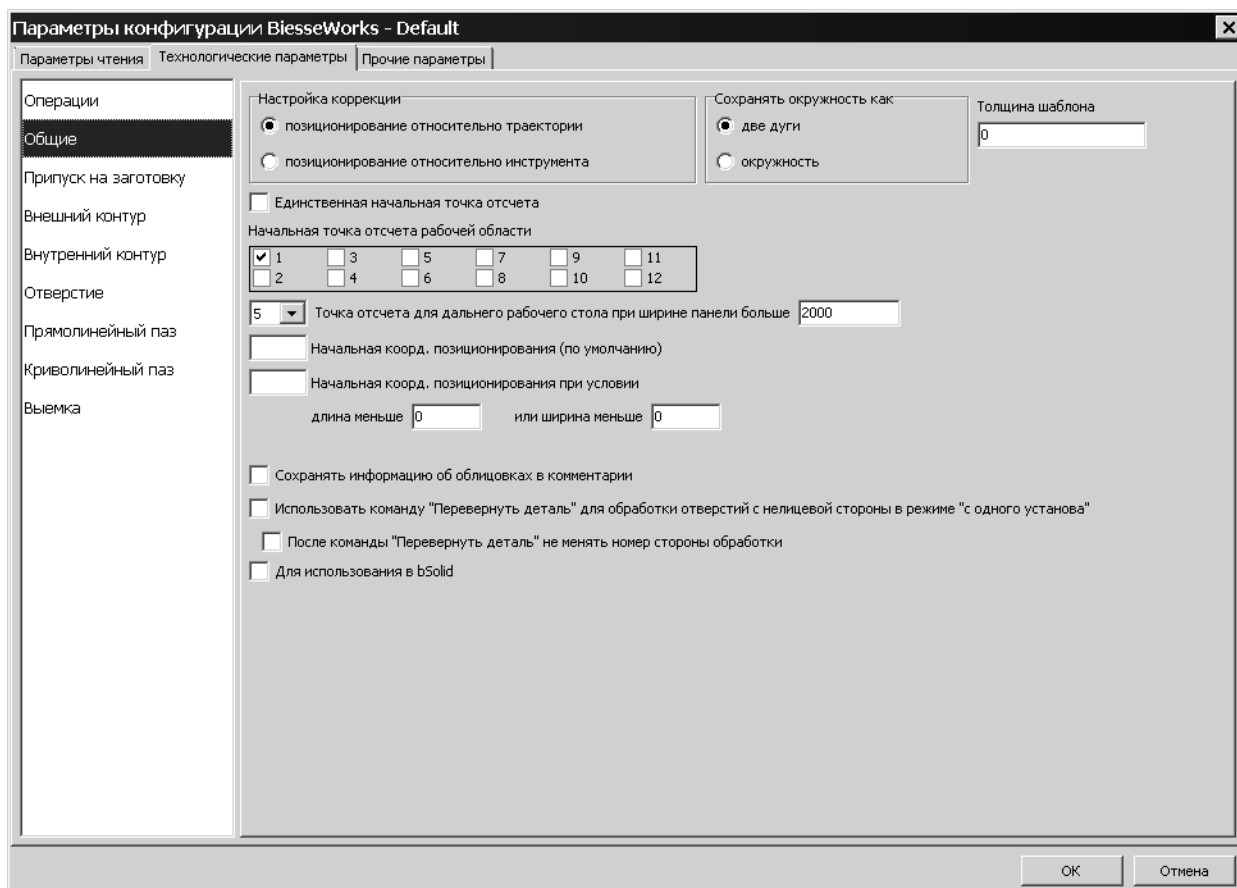 Параметры конфигурации BiesseWorks - Default
Параметры чтения Технологические параметры Прочие параметры
Операции
Общие
Припуск на заготовку
Внешний контур
Внутренний контур
Отверстие
Прямолинейный паз
Криволинейный паз
Выемка
Настройка коррекции
позиционирование относительно траектории
позиционирование относительно инструмента
Сохранять окружность как
две дуги
окружность
Толщина шаблона
0
Единственная начальная точка отсчета
Начальная точка отсчета рабочей области
1 3 5 7 9 11
2 4 6 8 10 12
5 Точка отсчета для дальнего рабочего стола при ширине панели больше 2000
Начальная коорд. позиционирования (по умолчанию)
Начальная коорд. позиционирования при условии
длина меньше 0 или ширина меньше 0
Сохранять информацию об облицовках в комментарии
Использовать команду "Перевернуть деталь" для обработки отверстий с нелицевой стороны в режиме "с одного установа"
После команды "Перевернуть деталь" не менять номер стороны обработки
Для использования в bSolid
OK Отмена